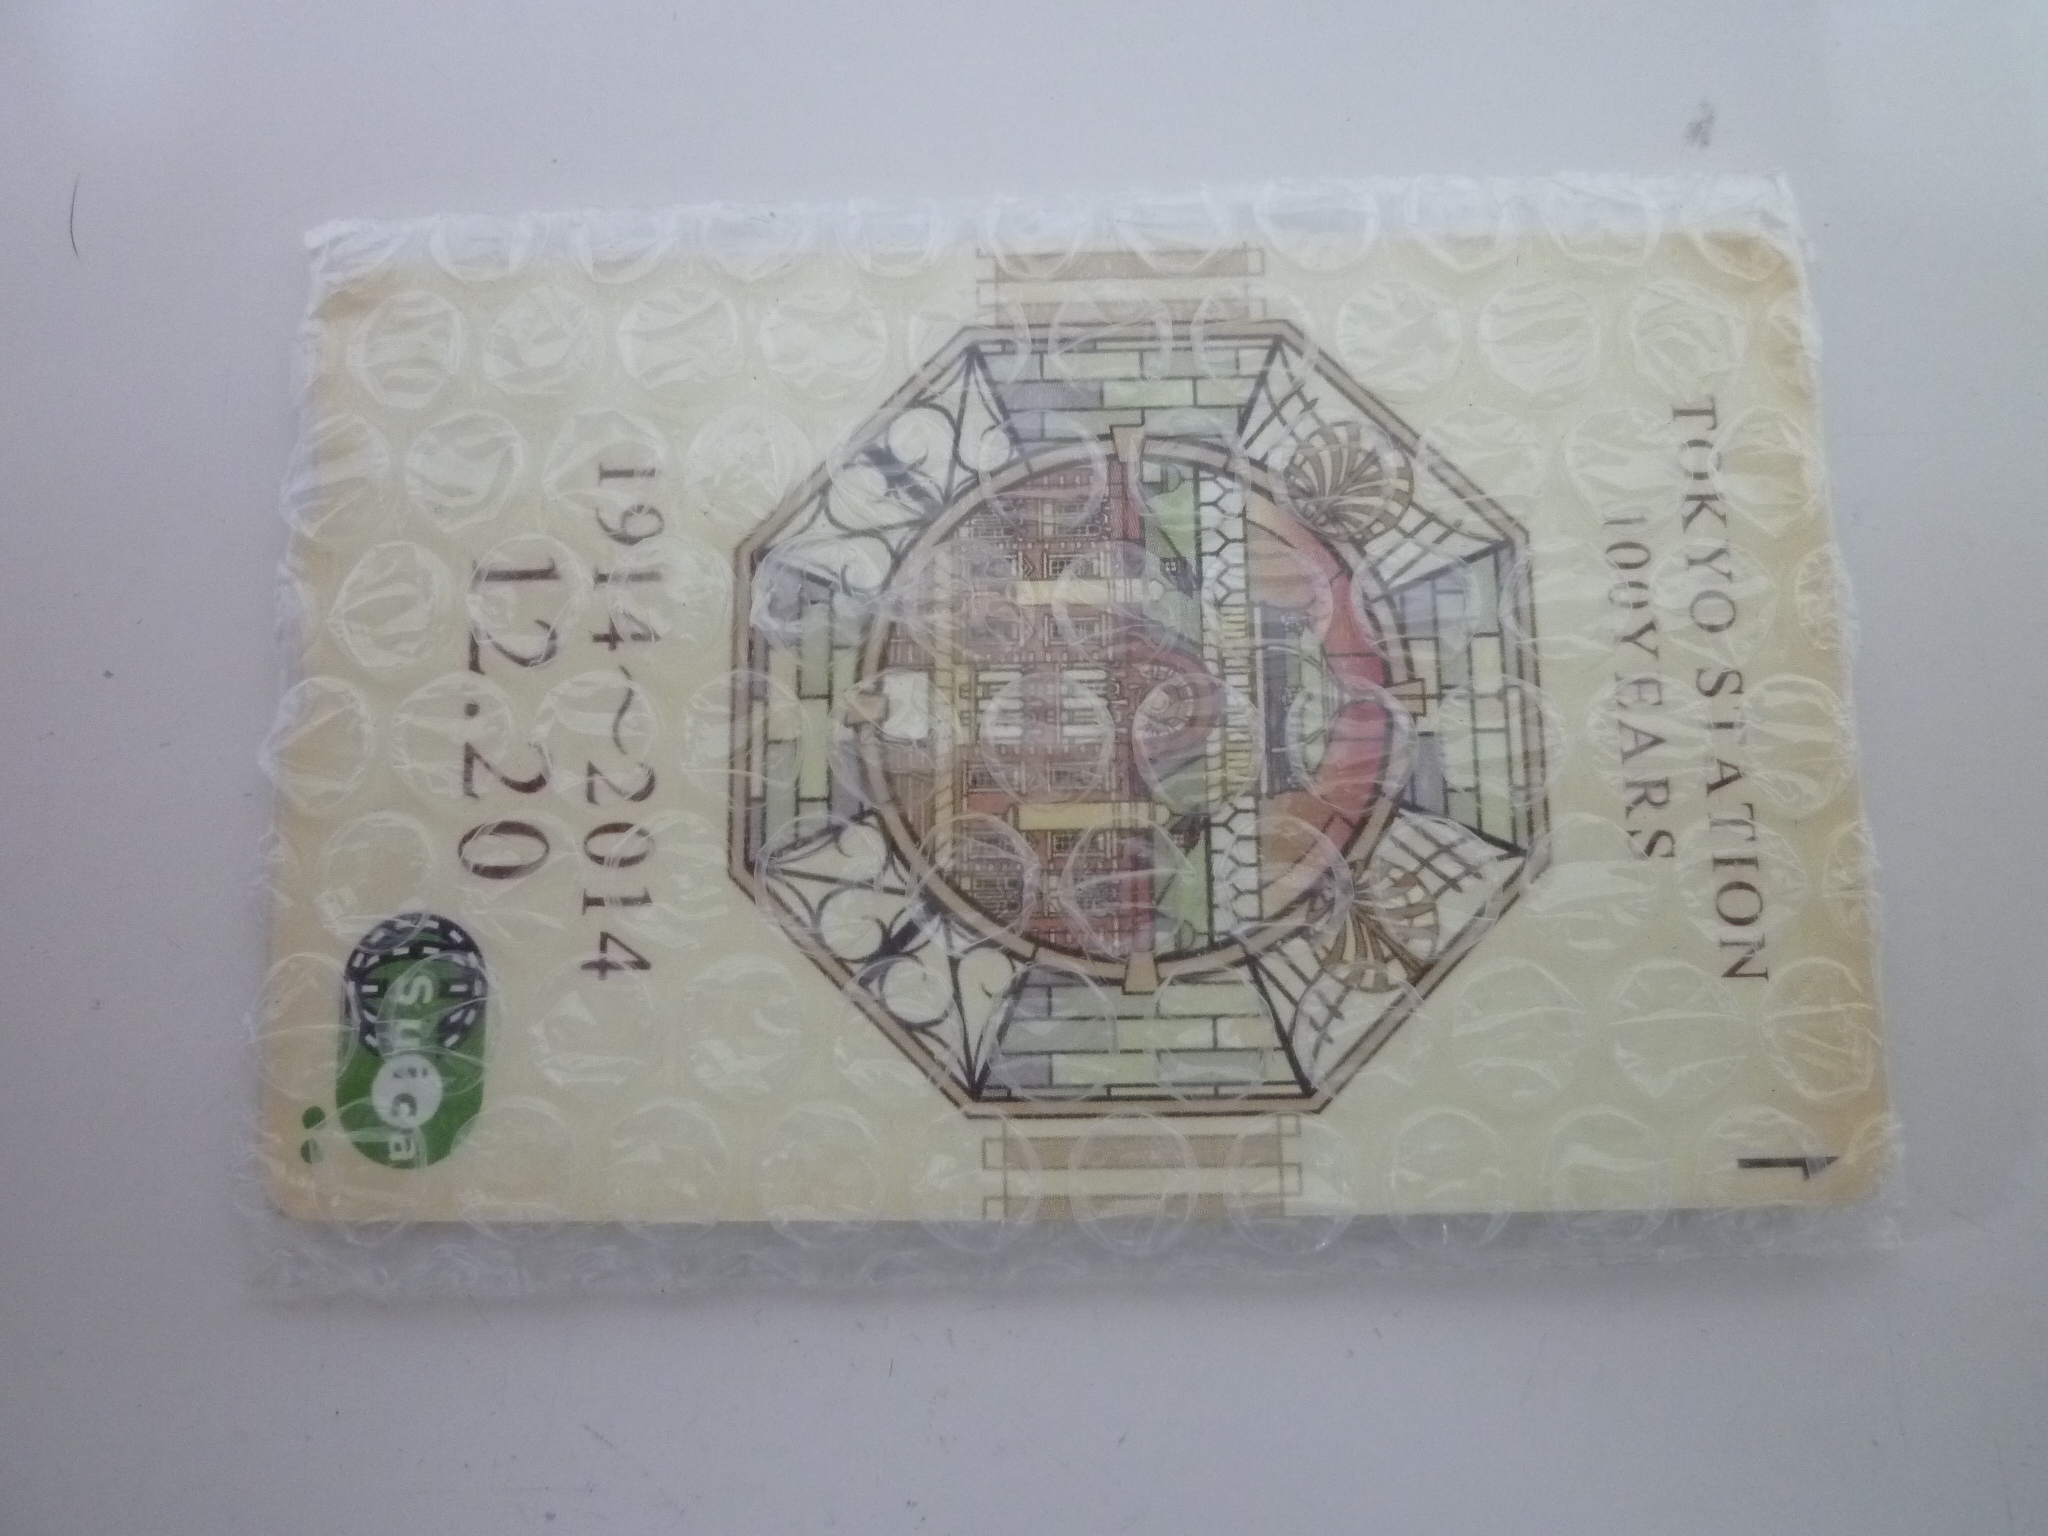 TOKYO STATION
100YEARS
1914~2014
12.20
Suica